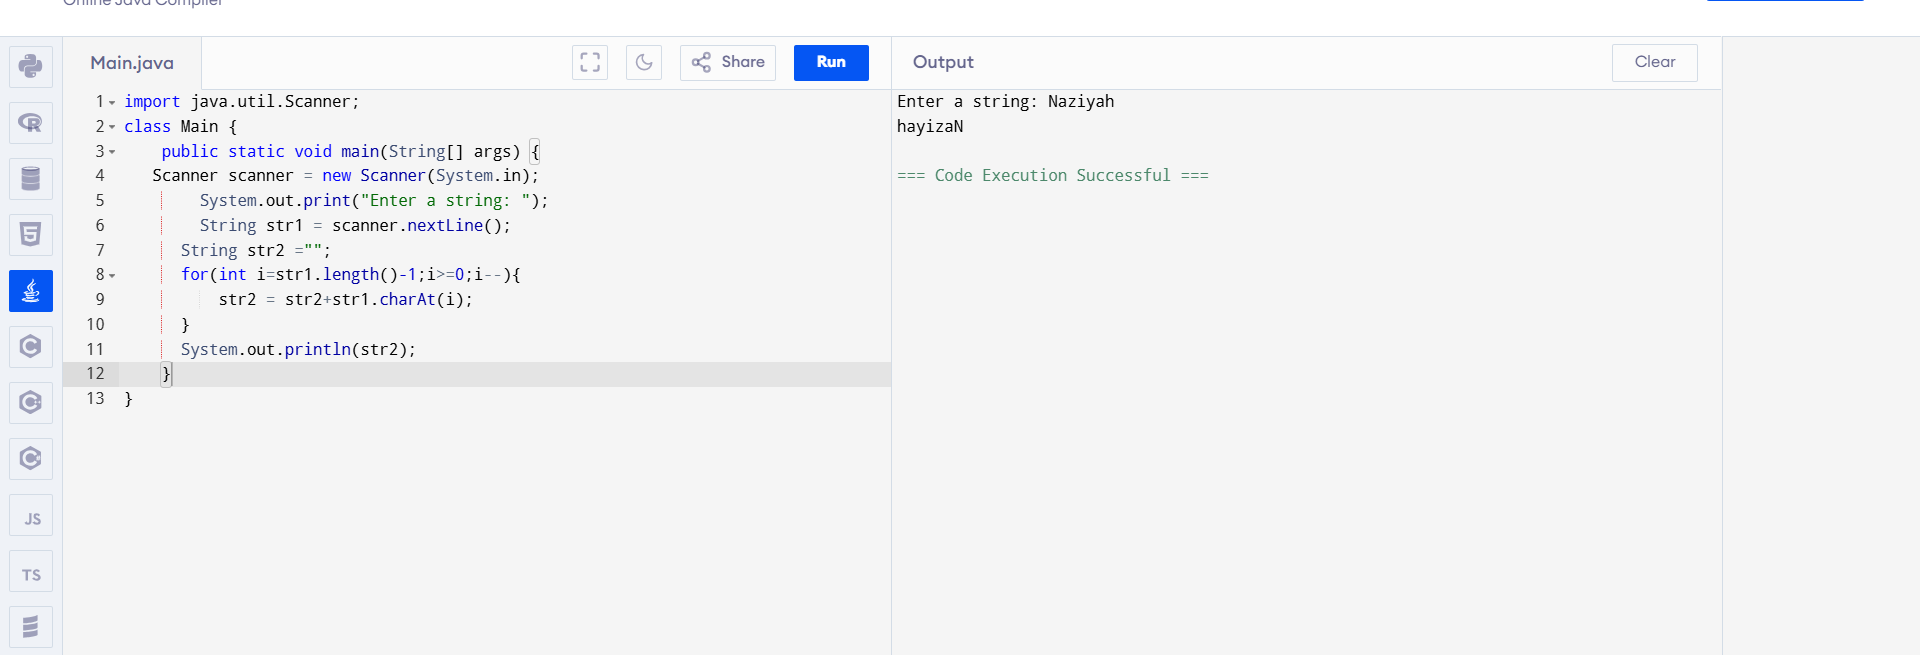 Online Java Compiler
Main.java
Share
Run
Output
Clear
1 import java.util.Scanner;
2 class Main {
3 public static void main(String[] args) {
4 Scanner scanner = new Scanner(System.in);
5 System.out.print("Enter a string: ");
6 String str1 = scanner.nextLine();
7 String str2 ="";
8 for(int i=str1.length()-1;i>=0;i--){
9 str2 = str2+str1.charAt(i);
10 }
11 System.out.println(str2);
12 }
13 }
Enter a string: Naziyah
hayizaN
=== Code Execution Successful ===
JS
TS